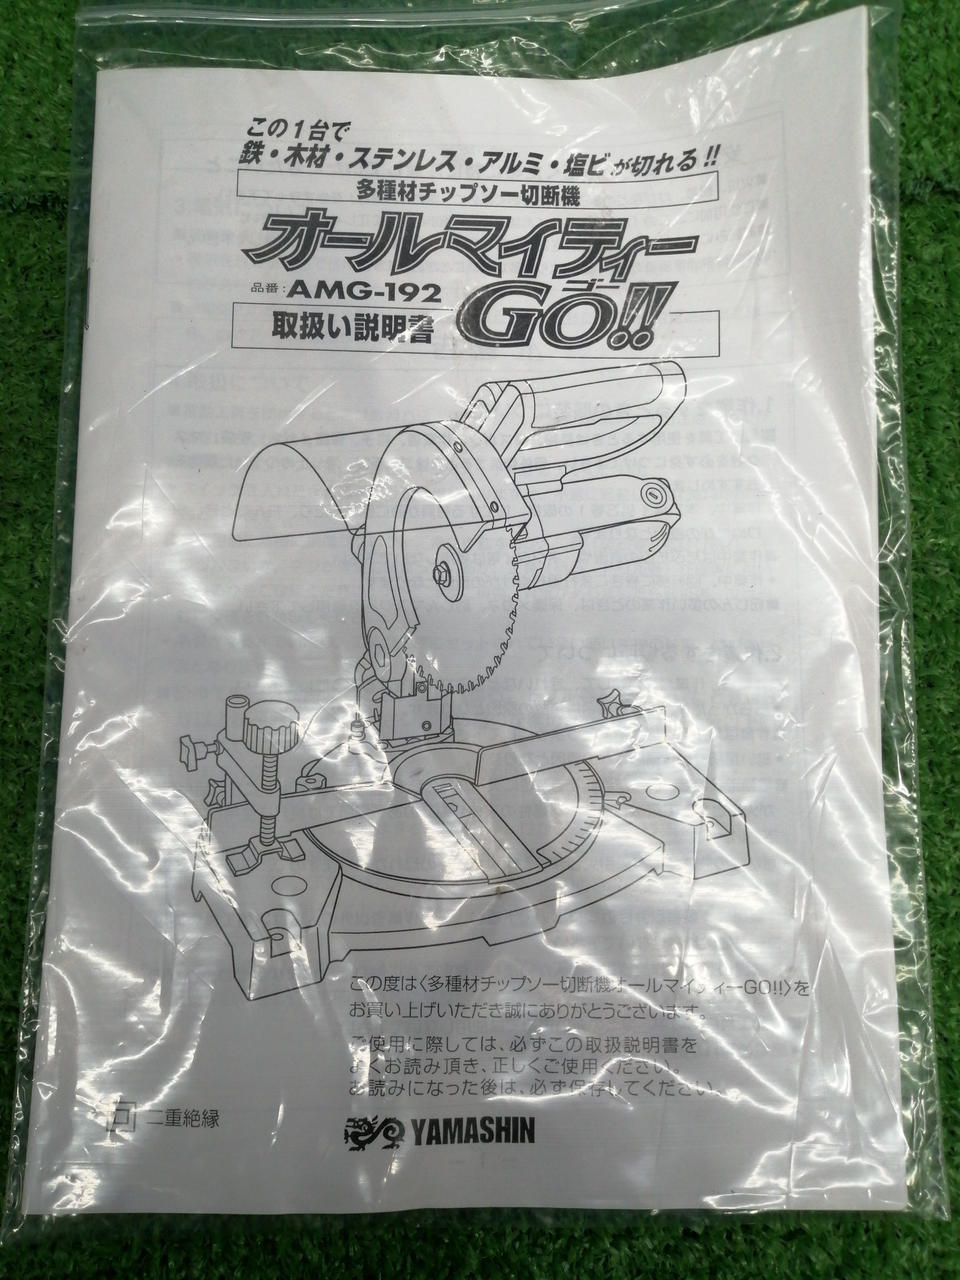 この1台で
鉄・木材・ステンレス・アルミ・塩ビが切れる!!
多種材チップソー切断機
オールマイティー
ゴー
品番:AMG-192
GO!!
取扱い説明書
この度は〈多種材チップソー切断機オールマイティーGO!!〉を
お買い上げいただき誠にありがとうございます。
ご使用に際しては、必ずこの取扱説明書を
よくお読み頂き、正しくご使用ください。
お読みになった後は、必ず保存してください。
二重絶縁
YAMASHIN